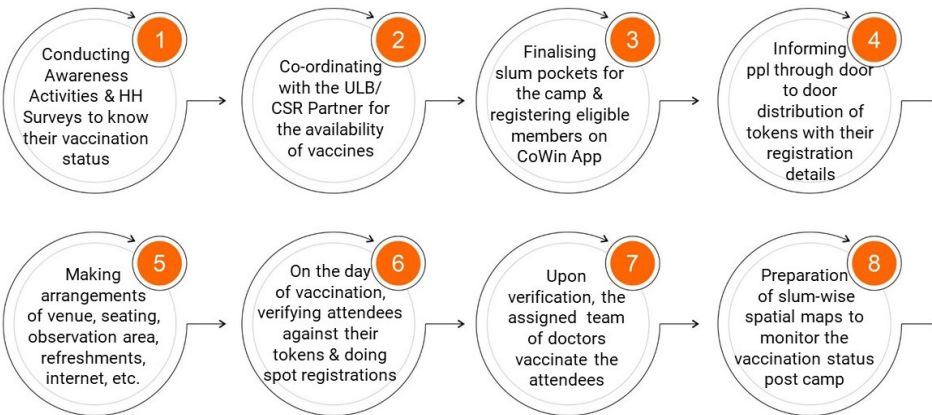 1
Conducting
Awareness
Activities & HH
Surveys to know
their vaccination
status
2
Co-ordinating
with the ULB/
CSR Partner for
the availability
of vaccines
3
Finalising
slum pockets for
the camp &
registering eligible
members on
CoWin App
4
Informing
ppl through door
to door
distribution of
tokens with their
registration
details
5
Making
arrangements
of venue, seating,
observation area,
refreshments,
internet, etc.
6
On the day
of vaccination,
verifying attendees
against their
tokens & doing
spot registrations
7
Upon
verification, the
assigned team
of doctors
vaccinate the
attendees
8
Preparation
of slum-wise
spatial maps to
monitor the
vaccination status
post camp